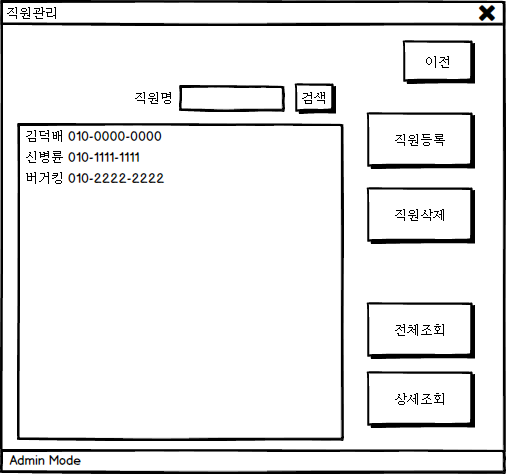 직원관리
이전
직원명
검색
김덕배 010-0000-0000
신병륜 010-1111-1111
버거킹 010-2222-2222
직원등록
직원삭제
전체조회
상세조회
Admin Mode